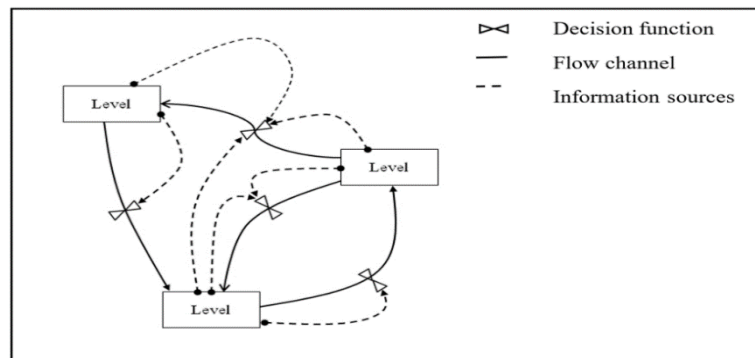 Decision function
Flow channel
Information sources
Level
Level
Level